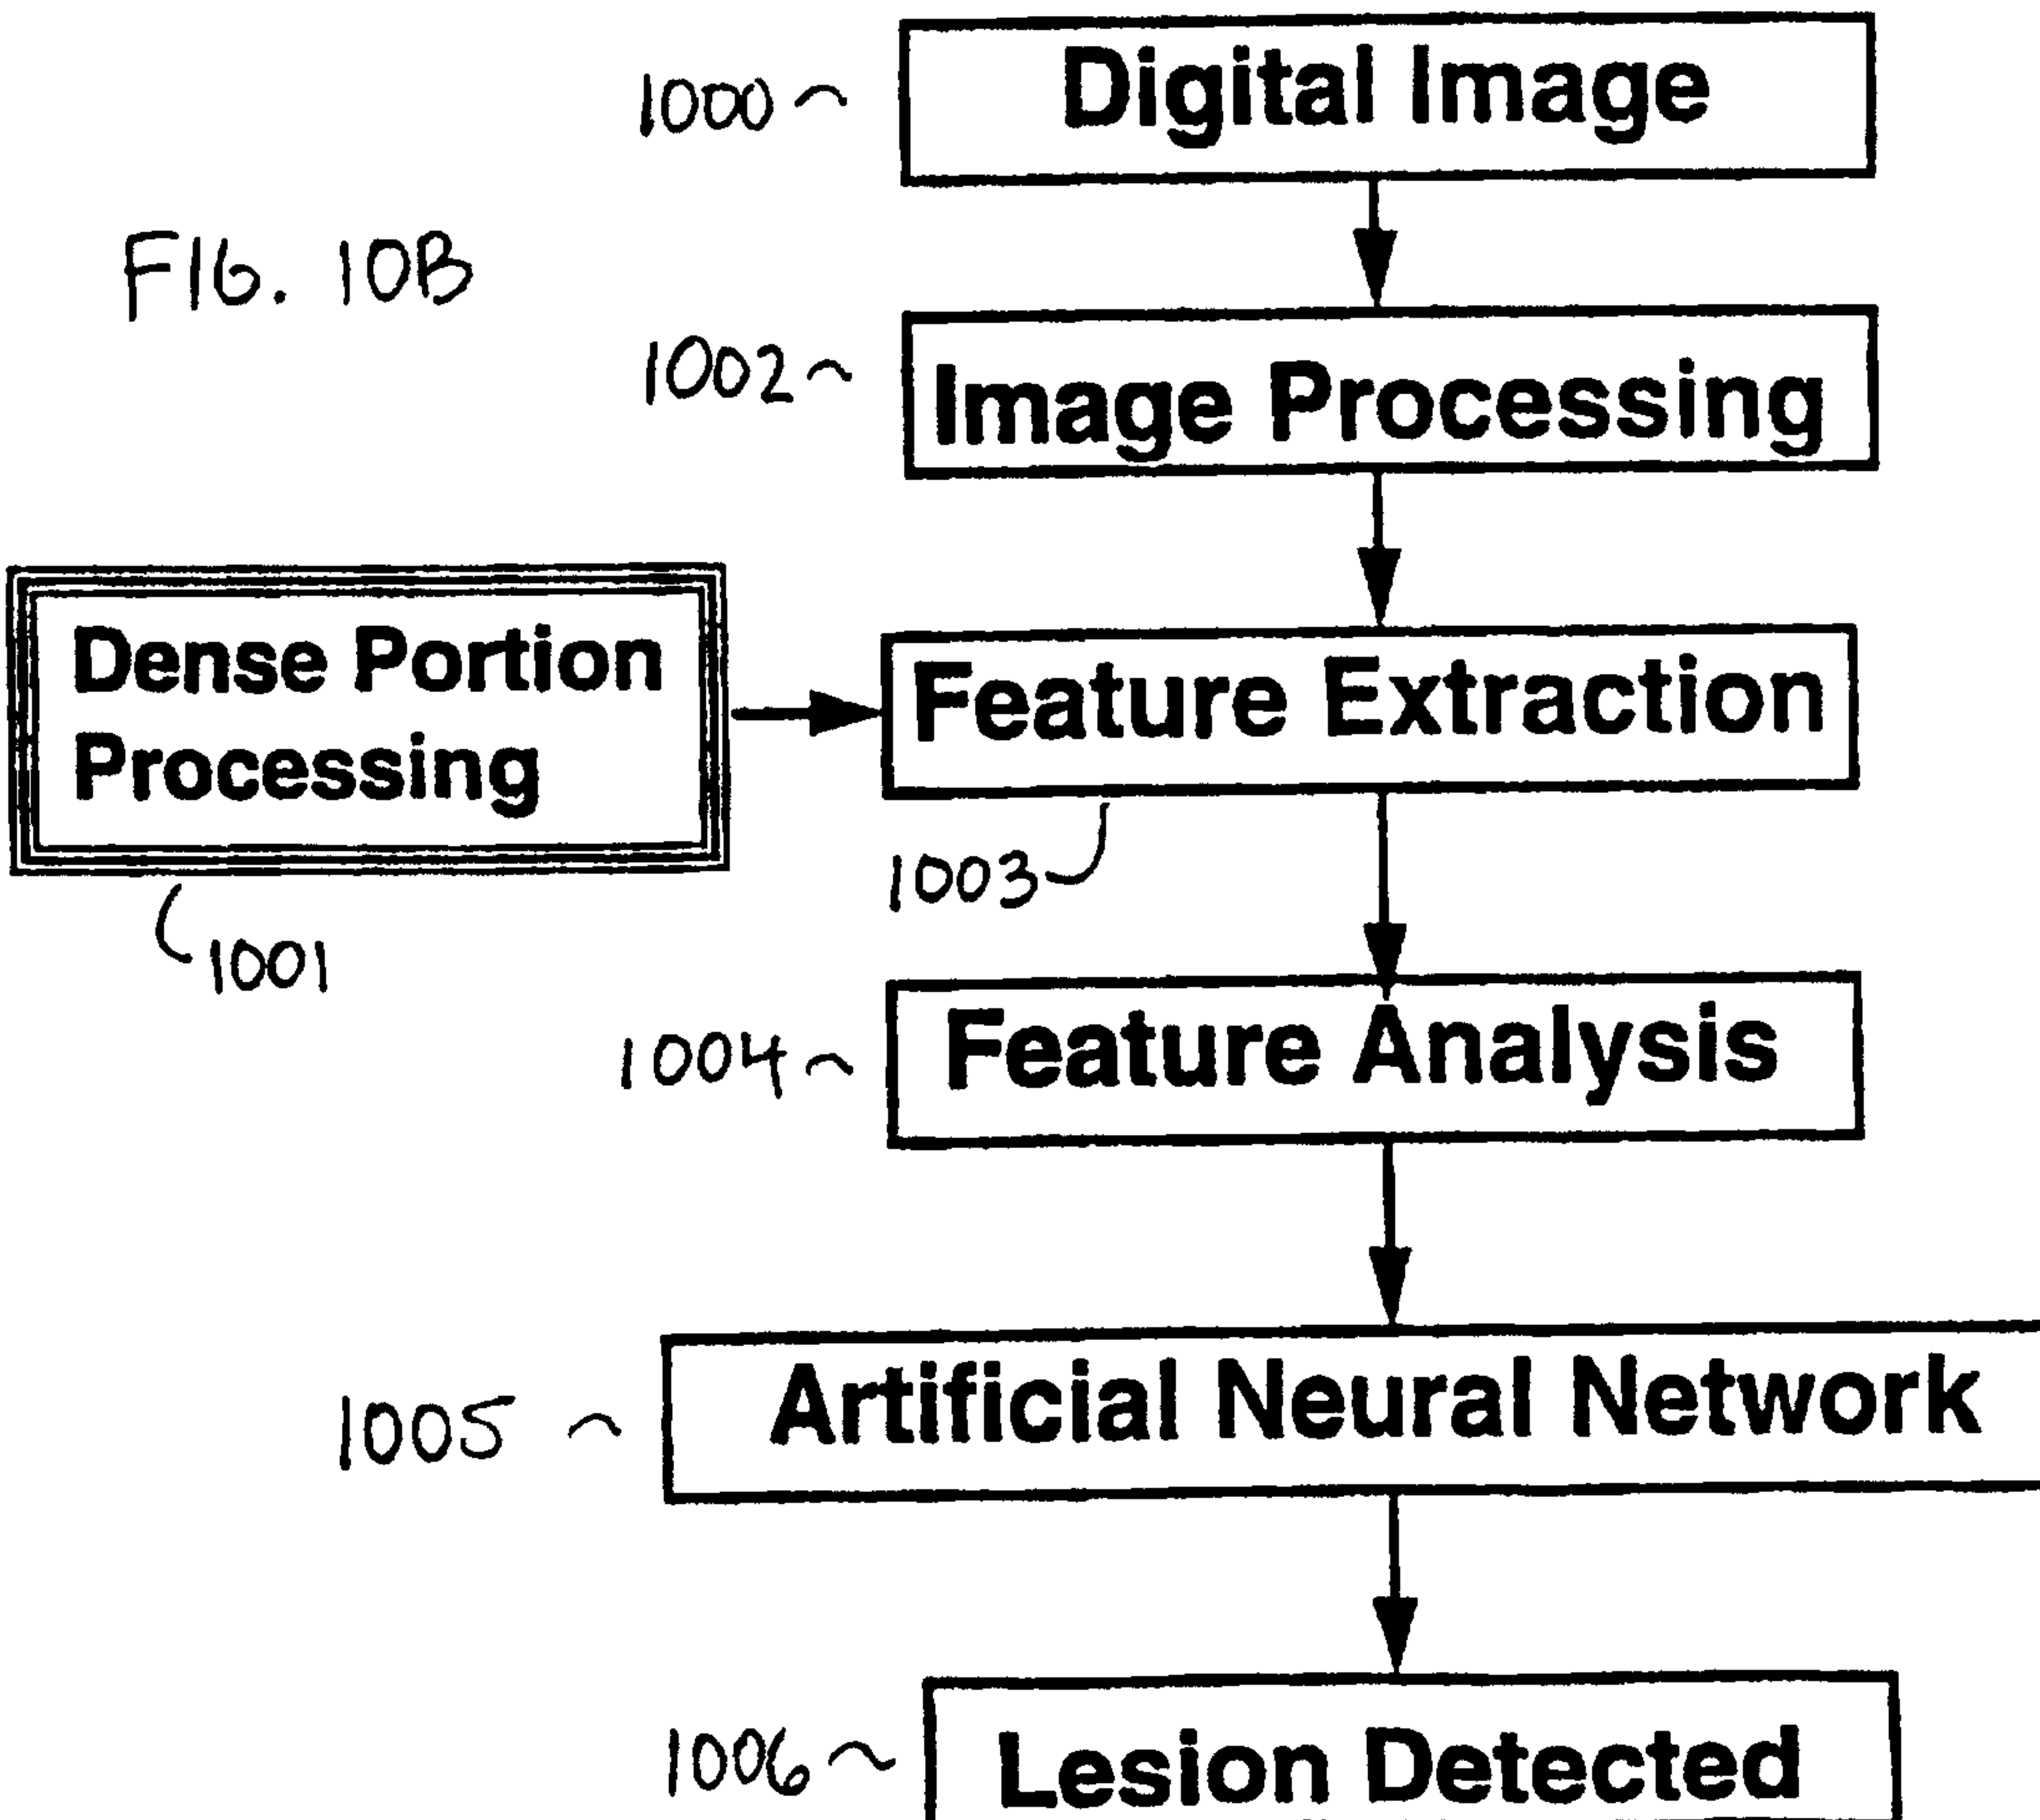 1000 Digital Image
FIG. 10B
1002 Image Processing
Dense Portion
Processing
Feature Extraction
1003
1001
1004 Feature Analysis
1005 Artificial Neural Network
1006 Lesion Detected